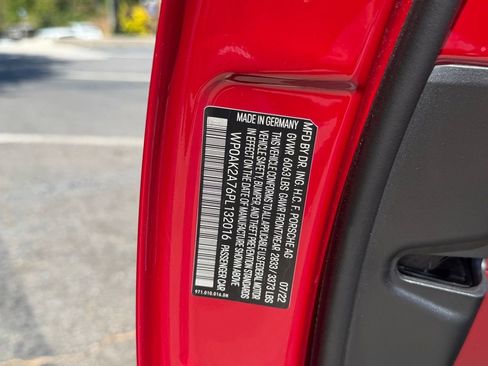 MADE IN GERMANY
MFD. BY DR. ING. H.C. F. PORSCHE AG 07/22
GVWR 6063 LBS GAWR FRONT/REAR 2833/ 3373 LBS
THIS VEHICLE CONFORMS TO ALL APPLICABLE U.S. FEDERAL MOTOR
VEHICLE SAFETY, BUMPER, AND THEFT PREVENTION STANDARDS
IN EFFECT ON THE DATE OF MANUFACTURE SHOWN ABOVE
WP0AK2A76PL132016 PASSENGER CAR
971.010.016.BR